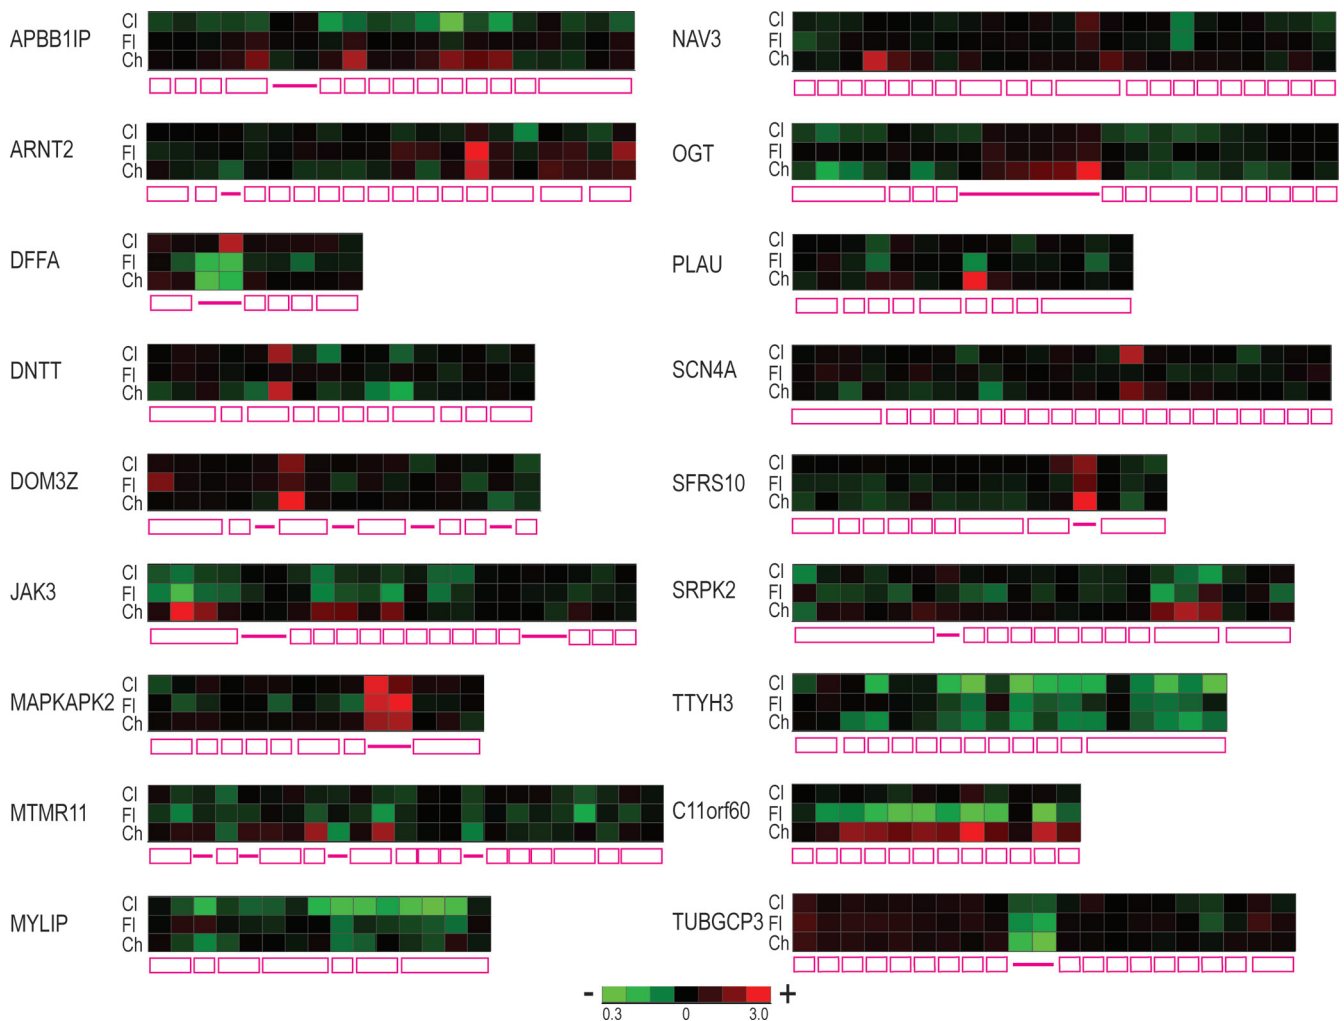 APBB1IP
Cl
Fl
Ch
ARNT2
Cl
Fl
Ch
DFFA
Cl
Fl
Ch
DNTT
Cl
Fl
Ch
DOM3Z
Cl
Fl
Ch
JAK3
Cl
Fl
Ch
MAPKAPK2
Cl
Fl
Ch
MTMR11
Cl
Fl
Ch
MYLIP
Cl
Fl
Ch
NAV3
Cl
Fl
Ch
OGT
Cl
Fl
Ch
PLAU
Cl
Fl
Ch
SCN4A
Cl
Fl
Ch
SFRS10
Cl
Fl
Ch
SRPK2
Cl
Fl
Ch
TTYH3
Cl
Fl
Ch
C11orf60
Cl
Fl
Ch
TUBGCP3
Cl
Fl
Ch
- +
0.3 0 3.0